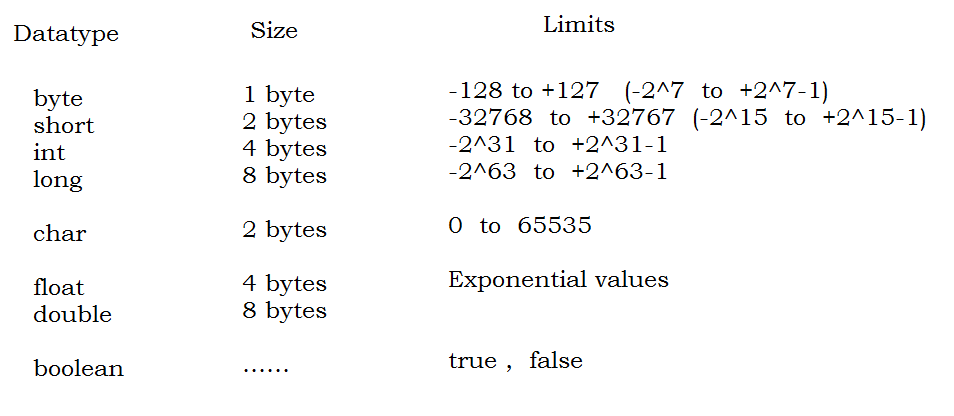 Datatype Size Limits
byte 1 byte -128 to +127 (-2^7 to +2^7-1)
short 2 bytes -32768 to +32767 (-2^15 to +2^15-1)
int 4 bytes -2^31 to +2^31-1
long 8 bytes -2^63 to +2^63-1
char 2 bytes 0 to 65535
float 4 bytes Exponential values
double 8 bytes
boolean ...... true , false